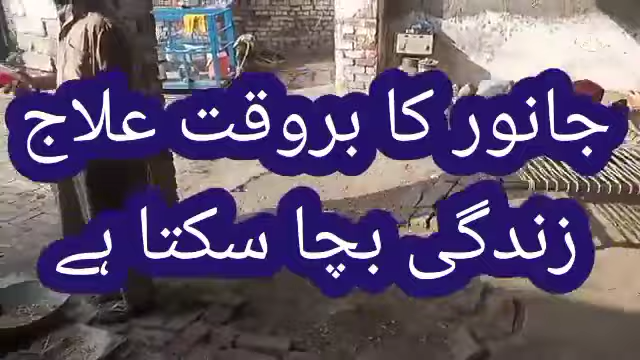 جانور کا بروقت علاج
زندگی بچا سکتا ہے